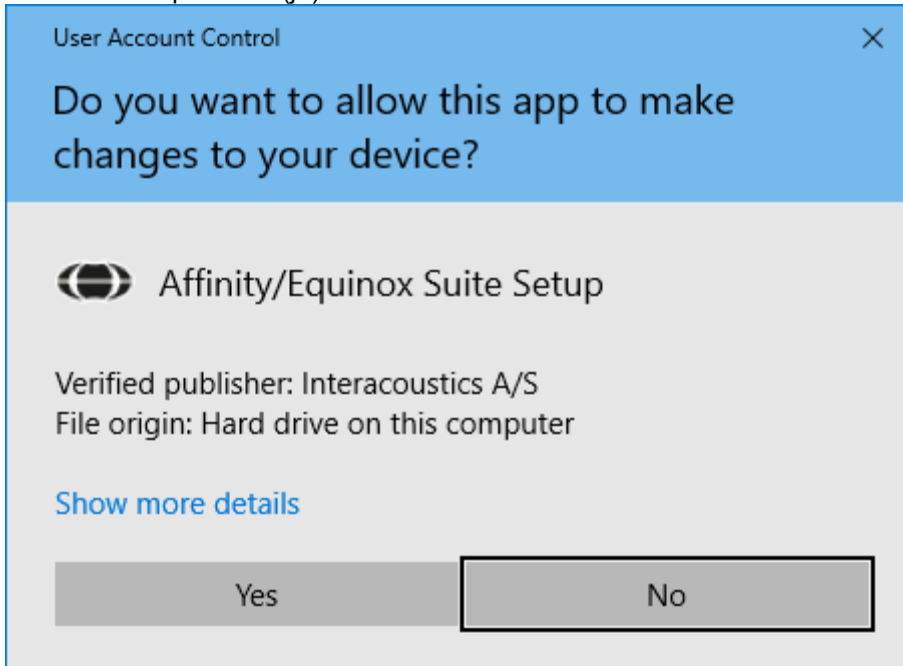 User Account Control
Do you want to allow this app to make
changes to your device?
Affinity/Equinox Suite Setup
Verified publisher: Interacoustics A/S
File origin: Hard drive on this computer
Show more details
Yes
No